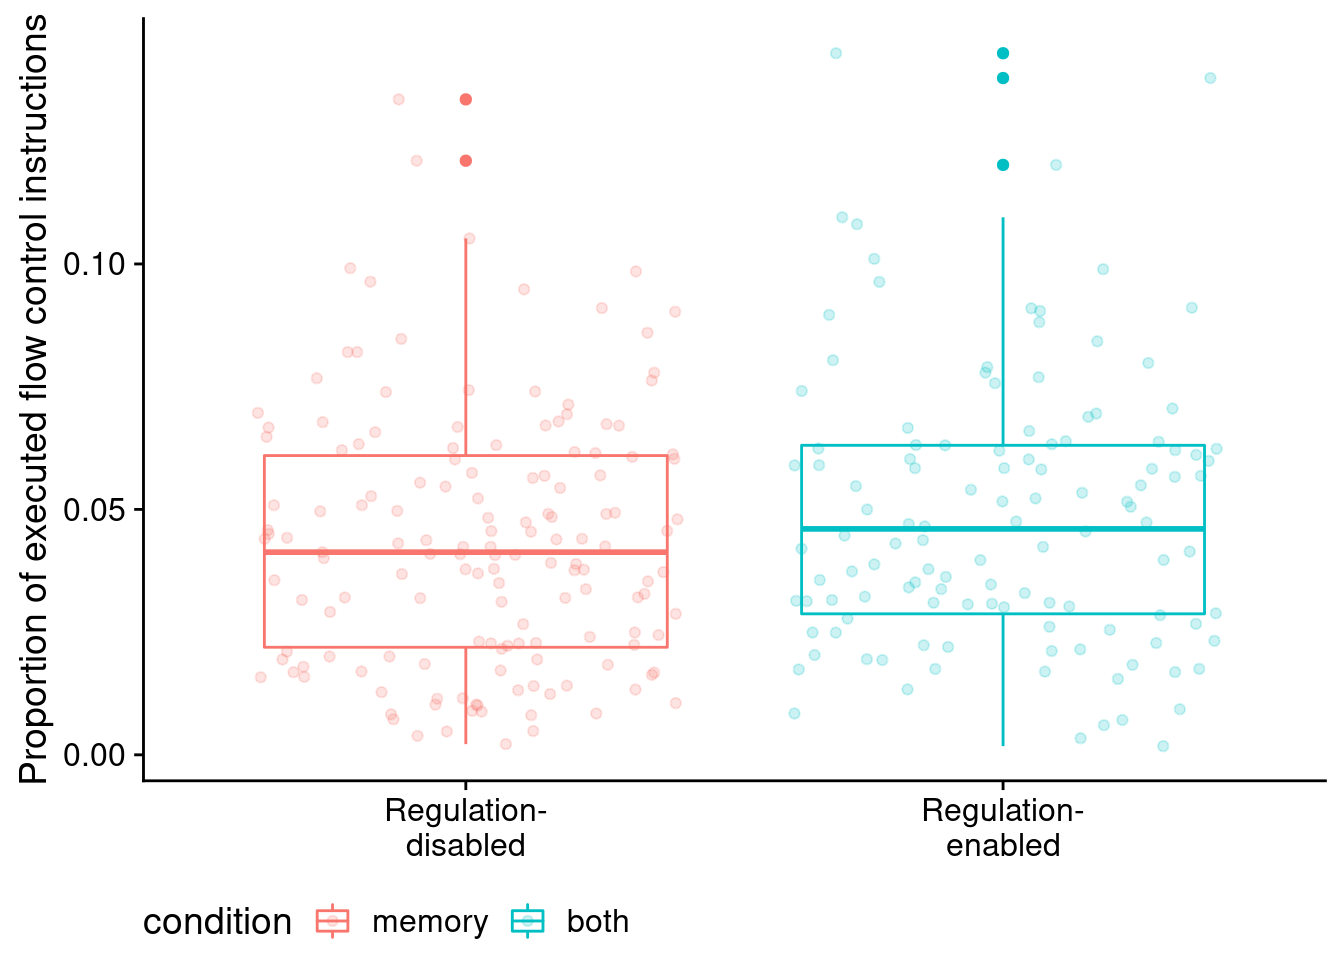 Proportion of executed flow control instructions
0.10
0.05
0.00
Regulation-
disabled
Regulation-
enabled
condition
memory
both